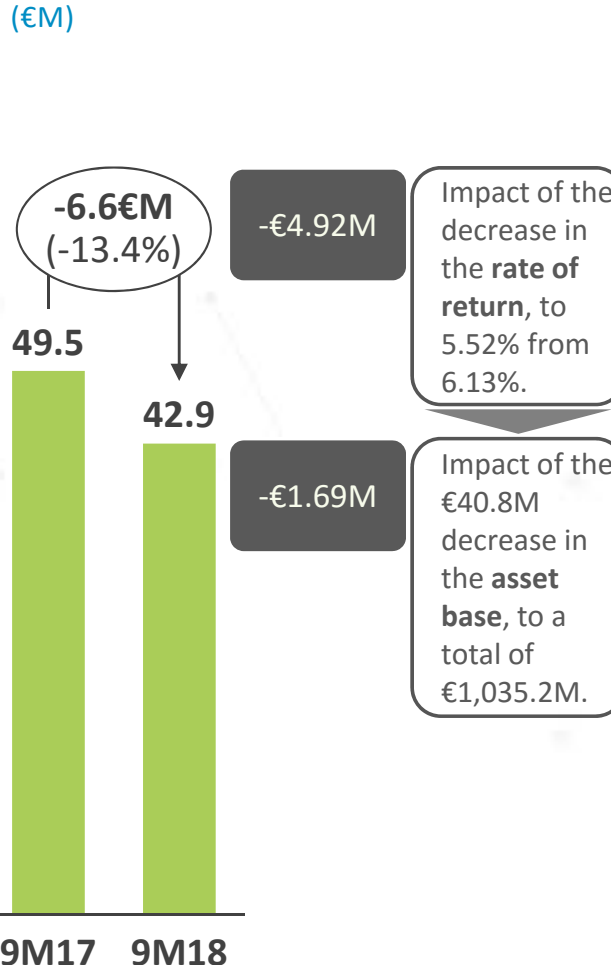 (€M)
-6.6€M
(-13.4%)
49.5
42.9
9M17 9M18
-€4.92M
Impact of the
decrease in
the rate of
return, to
5.52% from
6.13%.
-€1.69M
Impact of the
€40.8M
decrease in
the asset
base, to a
total of
€1,035.2M.